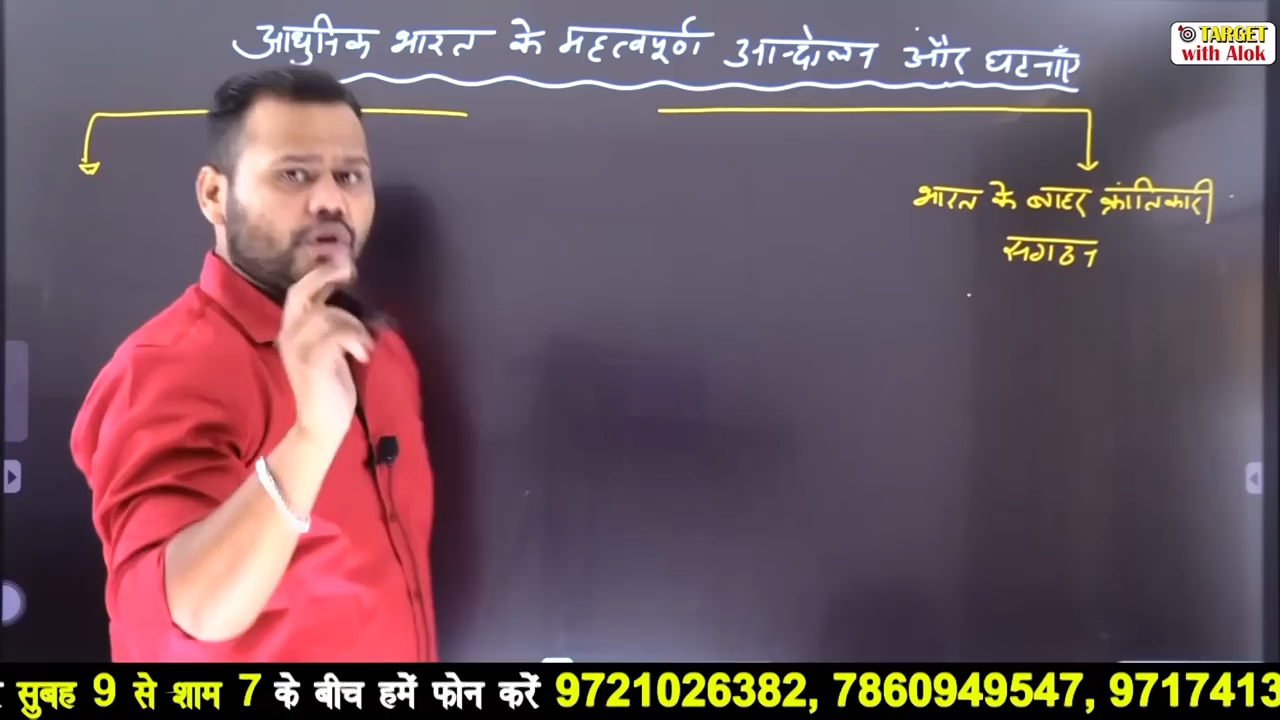 आधुनिक भारत के महत्वपूर्ण आन्दोलन और घटनाएँ
TARGET
with Alok
भारत के बाहर क्रांतिकारी
सगठन
सुबह 9 से शाम 7 के बीच हमें फोन करें 9721026382, 7860949547, 9717413